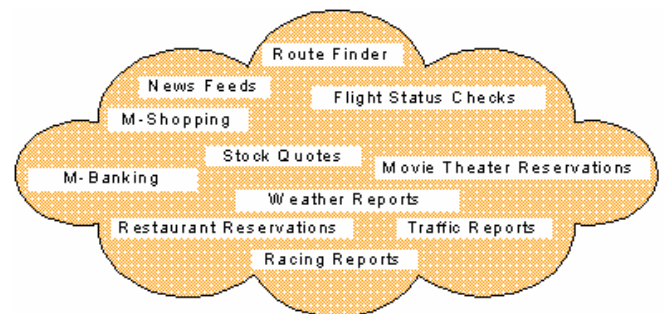 Route Finder
News Feeds
Flight Status Checks
M-Shopping
Stock Quotes
Movie Theater Reservations
M-Banking
Weather Reports
Restaurant Reservations
Traffic Reports
Racing Reports